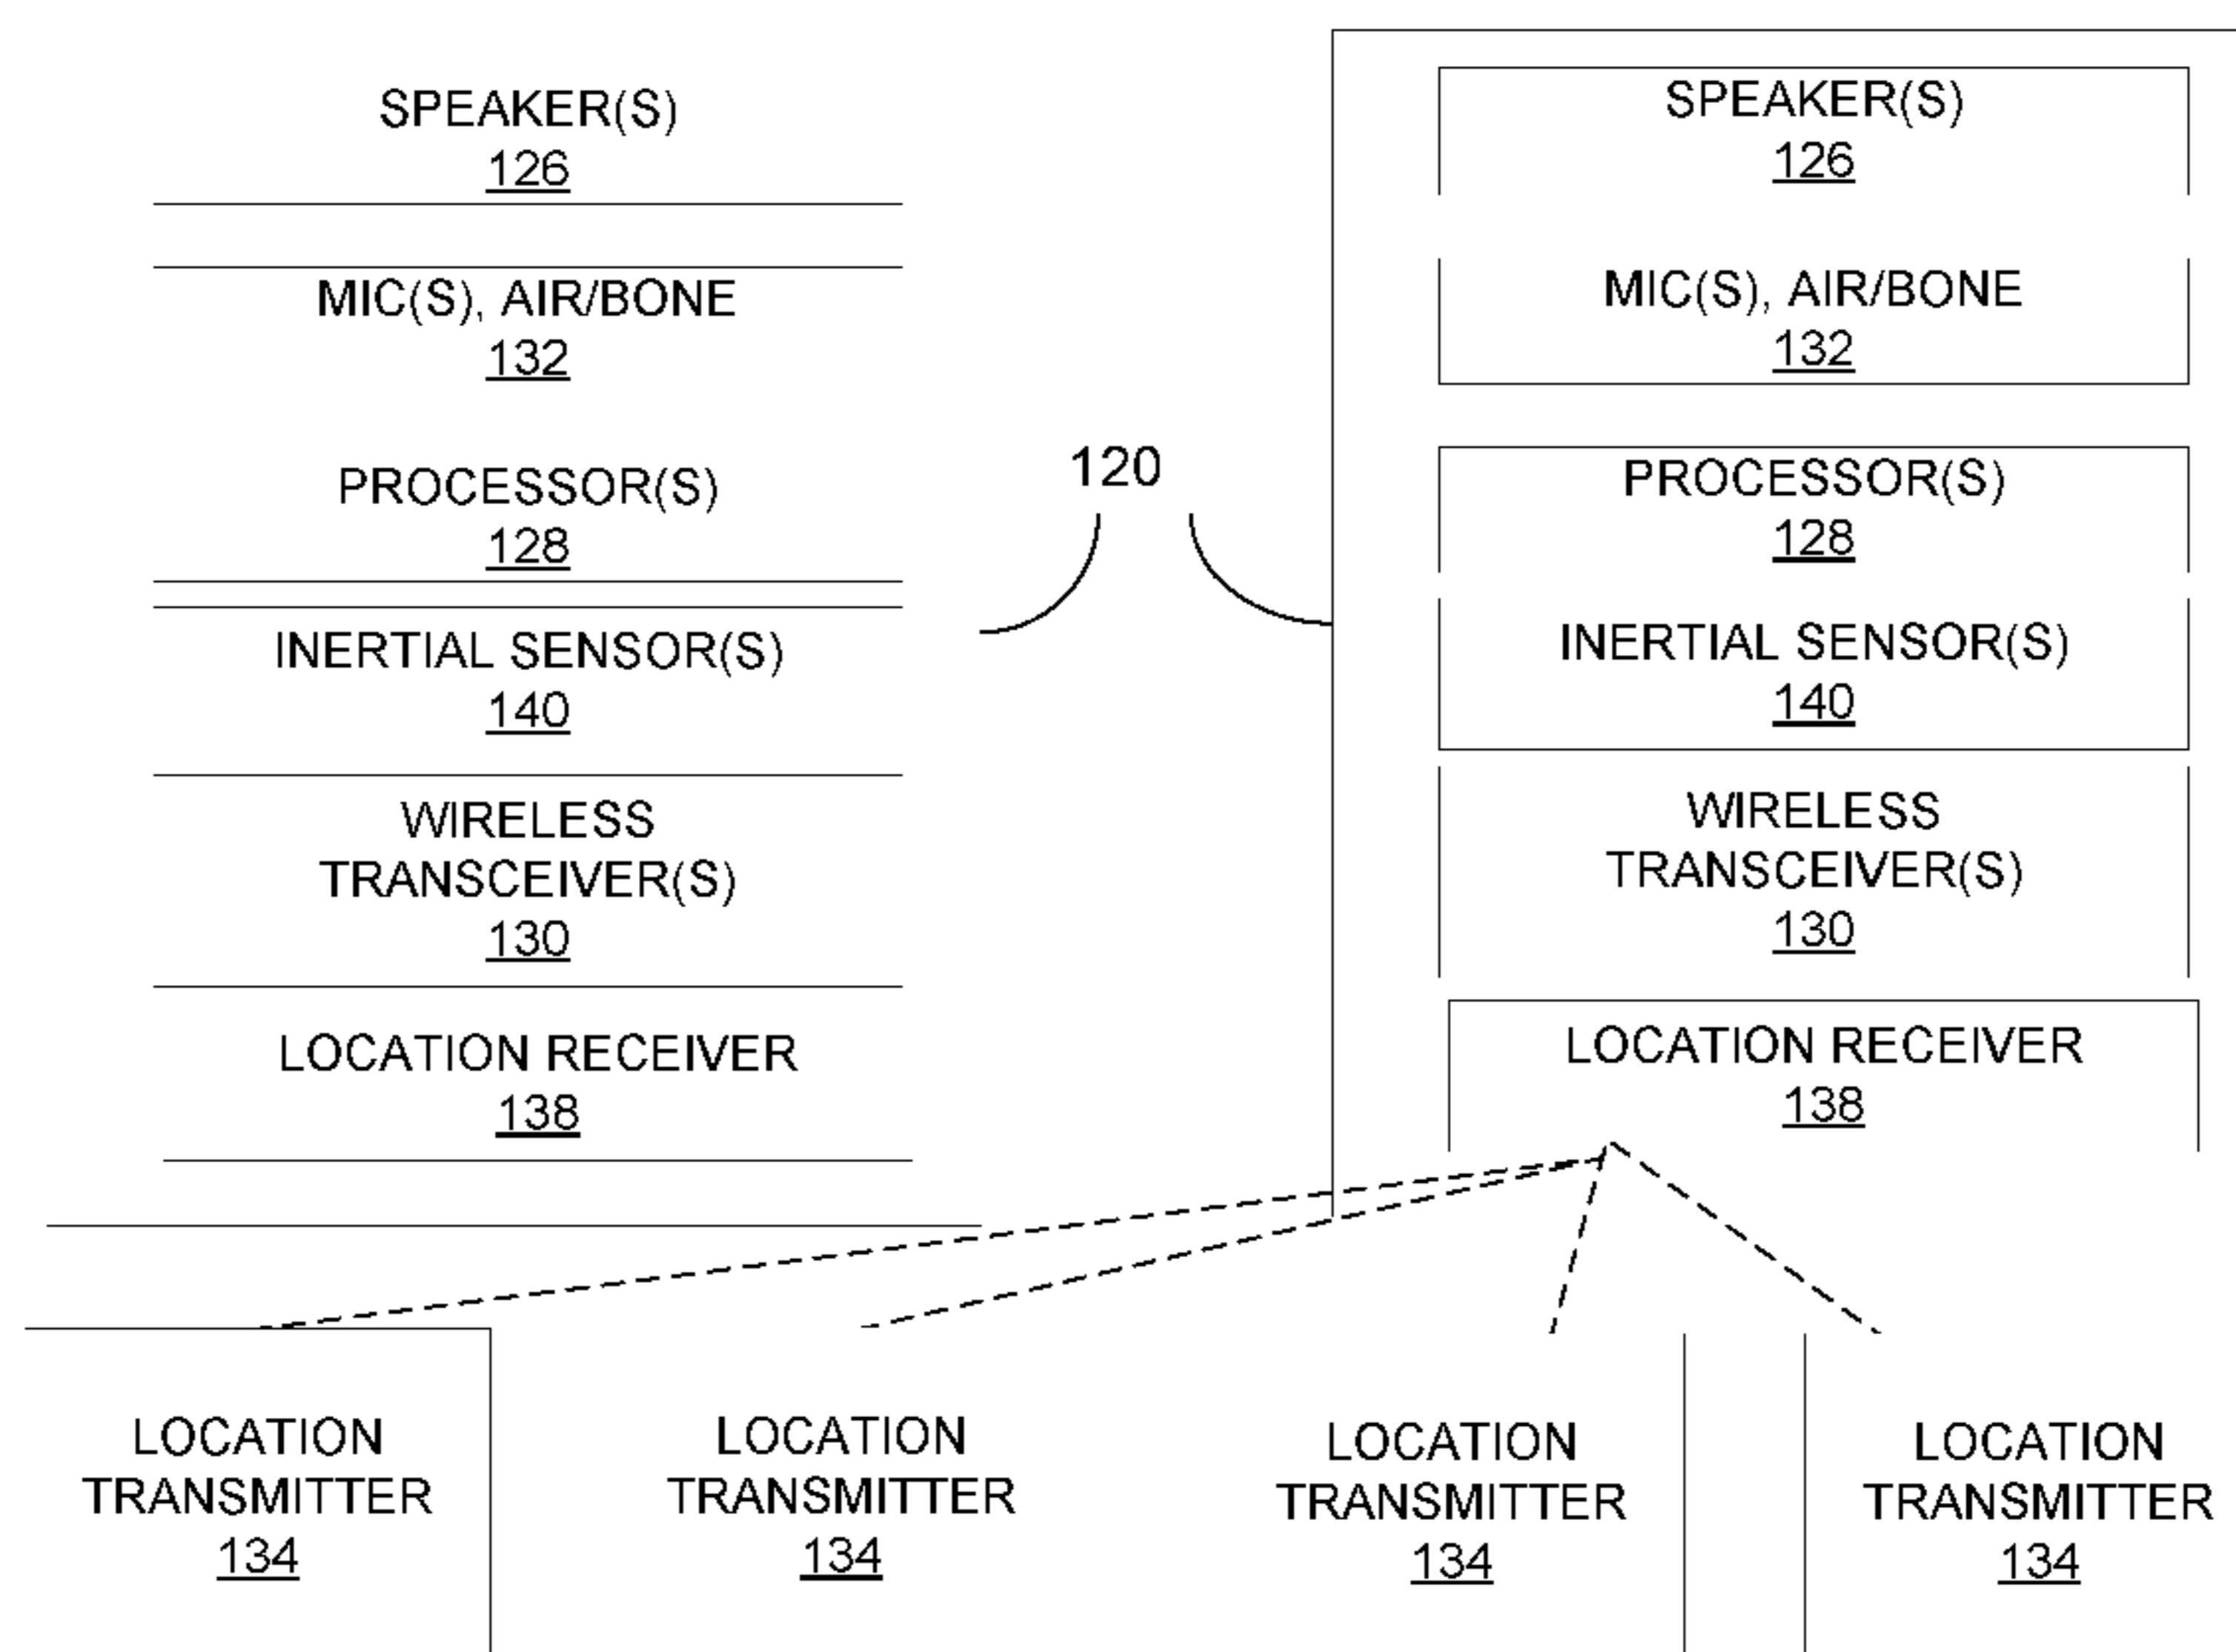 SPEAKER(S)
126
MIC(S), AIR/BONE
132
PROCESSOR(S)
128
INERTIAL SENSOR(S)
140
WIRELESS
TRANSCEIVER(S)
130
LOCATION RECEIVER
138
120
SPEAKER(S)
126
MIC(S), AIR/BONE
132
PROCESSOR(S)
128
INERTIAL SENSOR(S)
140
WIRELESS
TRANSCEIVER(S)
130
LOCATION RECEIVER
138
LOCATION
TRANSMITTER
134
LOCATION
TRANSMITTER
134
LOCATION
TRANSMITTER
134
LOCATION
TRANSMITTER
134